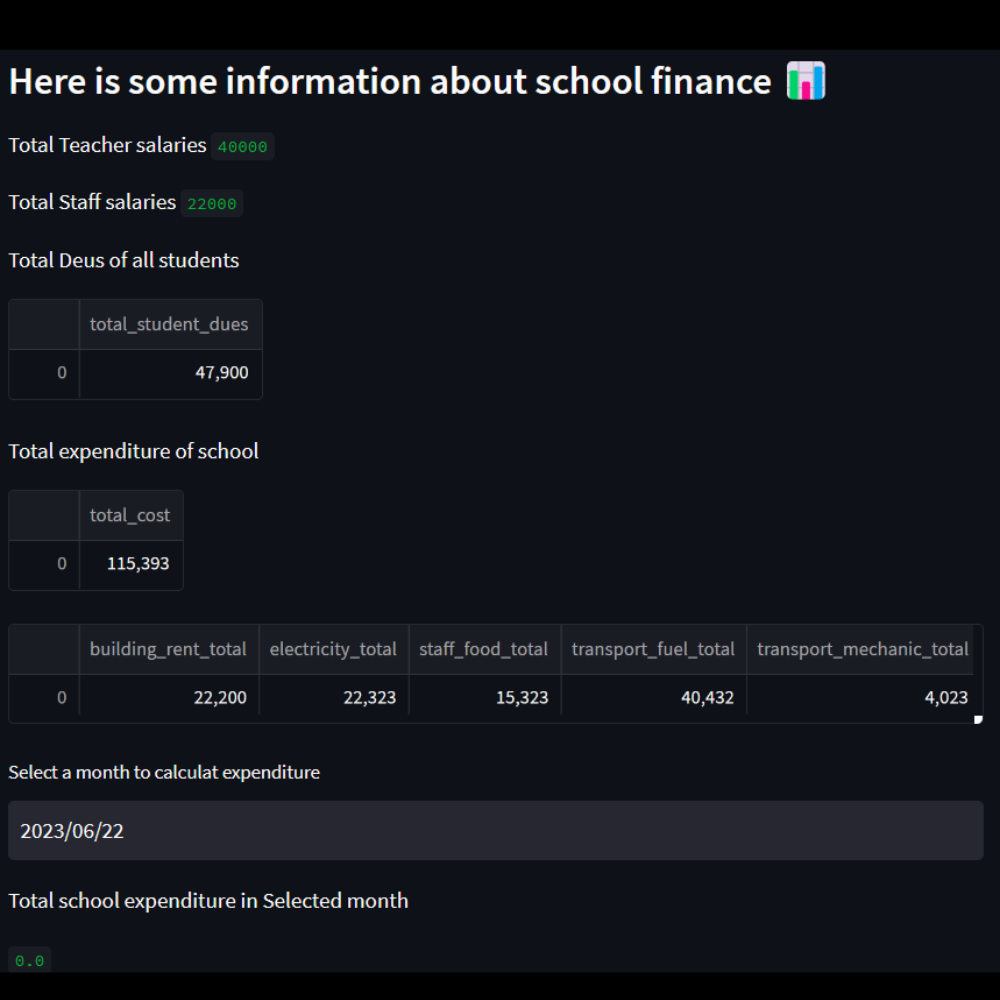 Here is some information about school finance
Total Teacher salaries 40000
Total Staff salaries 22000
Total Deus of all students
total_student_dues
0 47,900
Total expenditure of school
total_cost
0 115,393
building_rent_total electricity_total staff_food_total transport_fuel_total transport_mechanic_total
0 22,200 22,323 15,323 40,432 4,023
Select a month to calculat expenditure
2023/06/22
Total school expenditure in Selected month
0.0